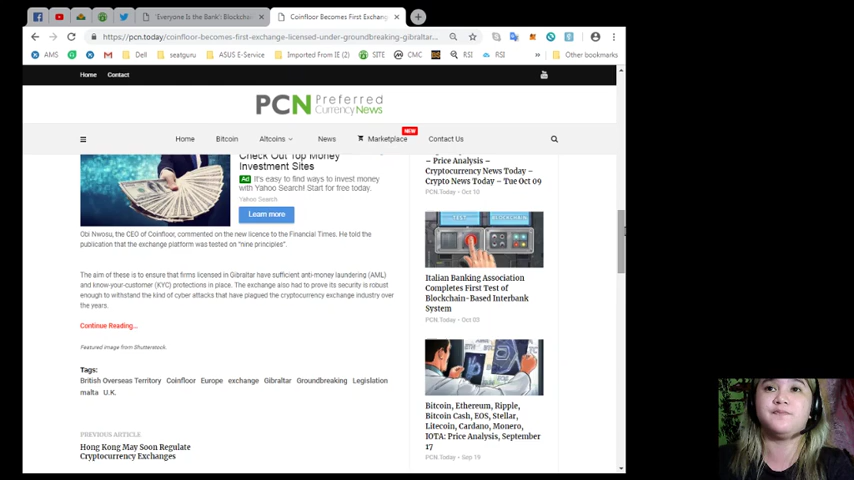 'Everyone Is the Bank': Blockchai
Coinfloor Becomes First Exchange
https://pcn.today/coinfloor-becomes-first-exchange-licensed-under-groundbreaking-gibraltar...
AMS
Dell
seatguru
ASUS E-Service
Imported From IE (2)
SITE
CMC
RSI
RSI
Other bookmarks
Home
Contact
PCN Preferred
Currency News
Home
Bitcoin
Altcoins
News
Marketplace
NEW
Contact Us
Check Out Top Money
Investment Sites
Ad It's easy to find ways to invest money
with Yahoo Search! Start for free today.
Yahoo Search
Learn more
Obi Nwosu, the CEO of Coinfloor, commented on the new licence to the Financial Times. He told the
publication that the exchange platform was tested on "nine principles".
The aim of these is to ensure that firms licensed in Gibraltar have sufficient anti-money laundering (AML)
and know-your-customer (KYC) protections in place. The exchange also had to prove its security is robust
enough to withstand the kind of cyber attacks that have plagued the cryptocurrency exchange industry over
the years.
Continue Reading...
Featured image from Shutterstock.
Tags:
British Overseas Territory Coinfloor Europe exchange Gibraltar Groundbreaking Legislation
malta U.K.
PREVIOUS ARTICLE
Hong Kong May Soon Regulate
Cryptocurrency Exchanges
– Price Analysis –
Cryptocurrency News Today –
Crypto News Today – Tue Oct 09
PCN.Today • Oct 10
TEST
BLOCKCHAIN
Italian Banking Association
Completes First Test of
Blockchain-Based Interbank
System
PCN.Today • Oct 03
Bitcoin, Ethereum, Ripple,
Bitcoin Cash, EOS, Stellar,
Litecoin, Cardano, Monero,
IOTA: Price Analysis, September
17
PCN.Today • Sep 19